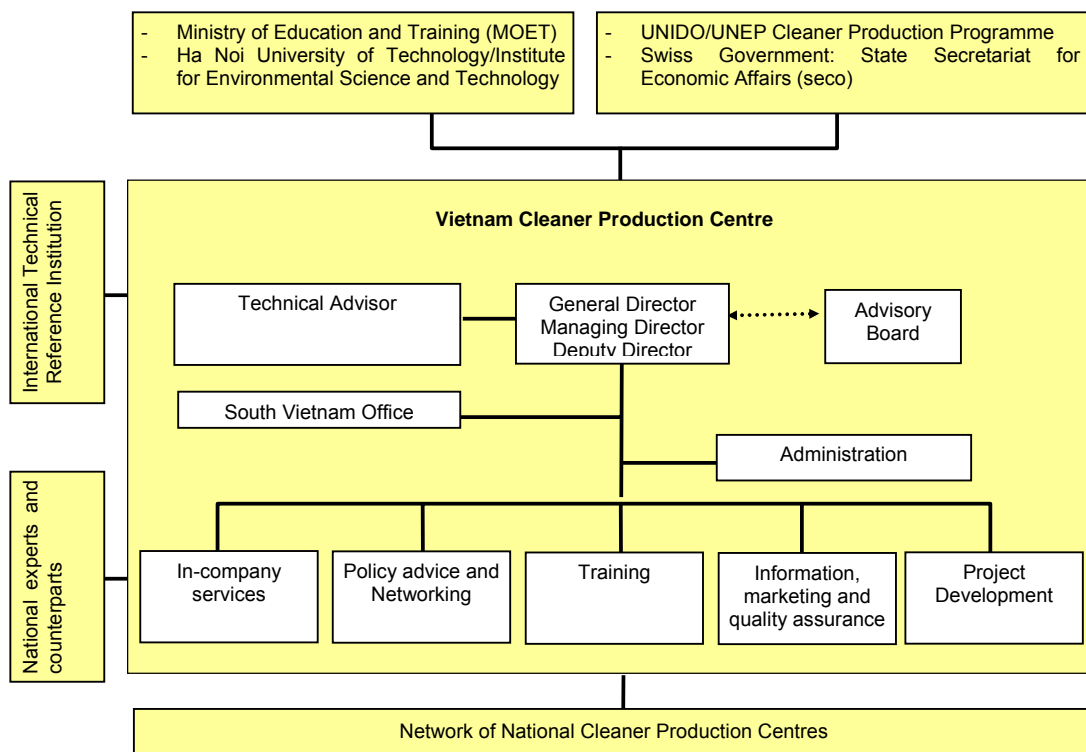 - Ministry of Education and Training (MOET)
- Ha Noi University of Technology/Institute
for Environmental Science and Technology
- UNIDO/UNEP Cleaner Production Programme
- Swiss Government: State Secretariat for
Economic Affairs (seco)
International Technical
Reference Institution
Vietnam Cleaner Production Centre
Technical Advisor
General Director
Managing Director
Deputy Director
Advisory
Board
South Vietnam Office
Administration
National experts and
counterparts
In-company
services
Policy advice and
Networking
Training
Information,
marketing and
quality assurance
Project
Development
Network of National Cleaner Production Centres